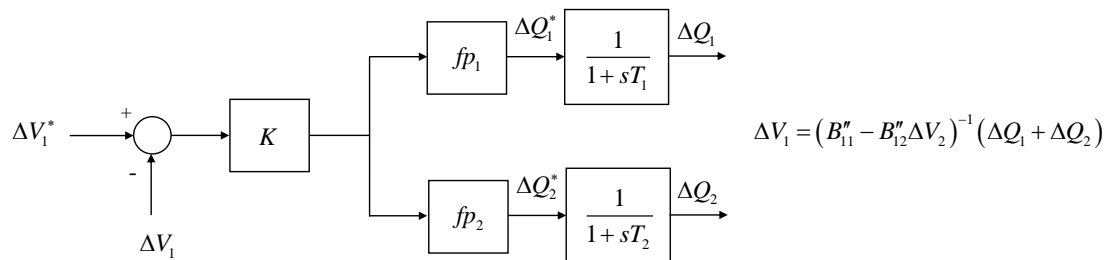 ΔQ₁* ΔQ₁
fp₁
1
1 + sT₁
+
ΔV₁*
K
ΔV₁ = (B″₁₁ − B″₁₂ΔV₂)⁻¹ (ΔQ₁ + ΔQ₂)
-
ΔQ₂* ΔQ₂
fp₂
1
1 + sT₂
ΔV₁